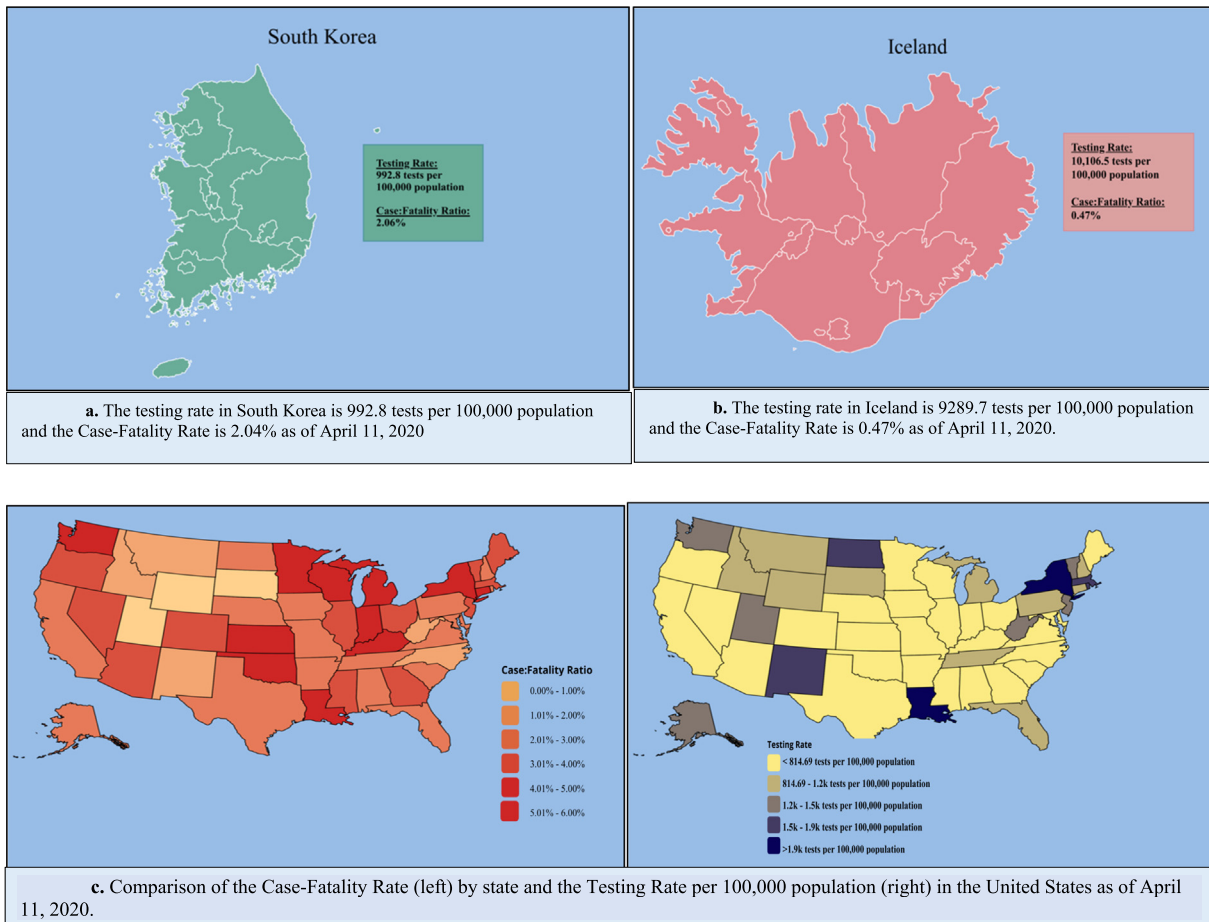 South Korea
Testing Rate:
992.8 tests per
100,000 population
Case:Fatality Ratio:
2.06%
Iceland
Testing Rate:
10,106.5 tests per
100,000 population
Case:Fatality Ratio:
0.47%
a. The testing rate in South Korea is 992.8 tests per 100,000 population
and the Case-Fatality Rate is 2.04% as of April 11, 2020
b. The testing rate in Iceland is 9289.7 tests per 100,000 population
and the Case-Fatality Rate is 0.47% as of April 11, 2020.
Case:Fatality Ratio
0.00% - 1.00%
1.01% - 2.00%
2.01% - 3.00%
3.01% - 4.00%
4.01% - 5.00%
5.01% - 6.00%
Testing Rate
< 814.69 tests per 100,000 population
814.69 - 1.2k tests per 100,000 population
1.2k - 1.5k tests per 100,000 population
1.5k - 1.9k tests per 100,000 population
>1.9k tests per 100,000 population
c. Comparison of the Case-Fatality Rate (left) by state and the Testing Rate per 100,000 population (right) in the United States as of April
11, 2020.